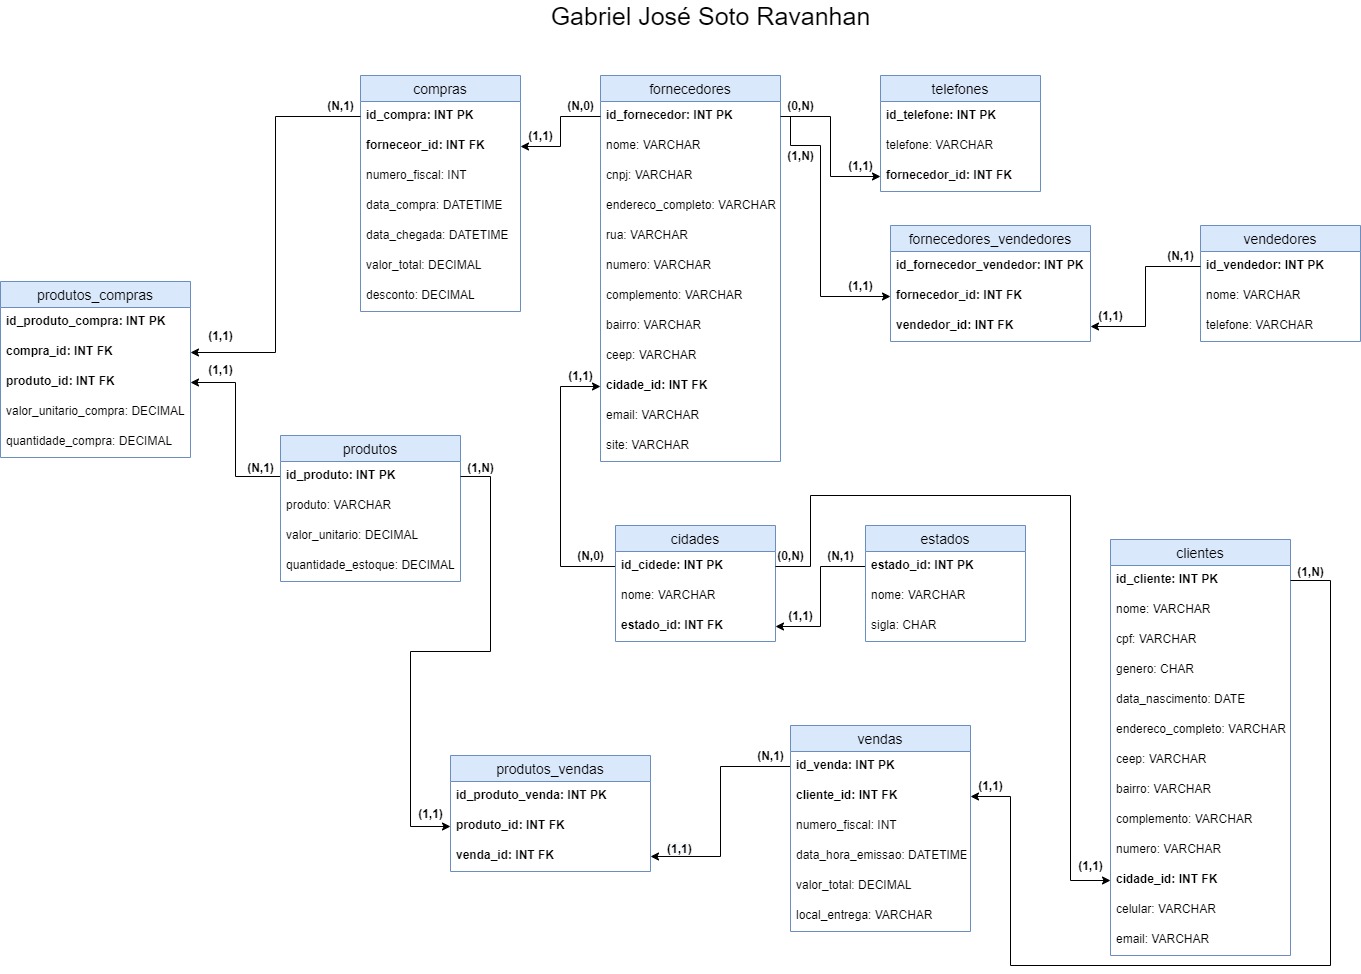 Gabriel José Soto Ravanhan
compras
id_compra: INT PK
forneceor_id: INT FK
numero_fiscal: INT
data_compra: DATETIME
data_chegada: DATETIME
valor_total: DECIMAL
desconto: DECIMAL
(N,1)
(1,1)
(N,0)
(1,1)
fornecedores
id_fornecedor: INT PK
nome: VARCHAR
cnpj: VARCHAR
endereco_completo: VARCHAR
rua: VARCHAR
numero: VARCHAR
complemento: VARCHAR
bairro: VARCHAR
ceep: VARCHAR
cidade_id: INT FK
email: VARCHAR
site: VARCHAR
(0,N)
(1,1)
(1,N)
(1,1)
telefones
id_telefone: INT PK
telefone: VARCHAR
fornecedor_id: INT FK
fornecedores_vendedores
id_fornecedor_vendedor: INT PK
fornecedor_id: INT FK
vendedor_id: INT FK
(N,1)
(1,1)
vendedores
id_vendedor: INT PK
nome: VARCHAR
telefone: VARCHAR
produtos_compras
id_produto_compra: INT PK
compra_id: INT FK
produto_id: INT FK
valor_unitario_compra: DECIMAL
quantidade_compra: DECIMAL
(1,1)
(N,1)
produtos
id_produto: INT PK
produto: VARCHAR
valor_unitario: DECIMAL
quantidade_estoque: DECIMAL
(1,N)
(1,1)
(1,1)
(N,0)
cidades
id_cidede: INT PK
nome: VARCHAR
estado_id: INT FK
(0,N)
(1,1)
(N,1)
(1,1)
estados
estado_id: INT PK
nome: VARCHAR
sigla: CHAR
clientes
id_cliente: INT PK
nome: VARCHAR
cpf: VARCHAR
genero: CHAR
data_nascimento: DATE
endereco_completo: VARCHAR
ceep: VARCHAR
bairro: VARCHAR
complemento: VARCHAR
numero: VARCHAR
cidade_id: INT FK
celular: VARCHAR
email: VARCHAR
(1,N)
(1,1)
produtos_vendas
id_produto_venda: INT PK
produto_id: INT FK
venda_id: INT FK
(N,1)
(1,1)
vendas
id_venda: INT PK
cliente_id: INT FK
numero_fiscal: INT
data_hora_emissao: DATETIME
valor_total: DECIMAL
local_entrega: VARCHAR